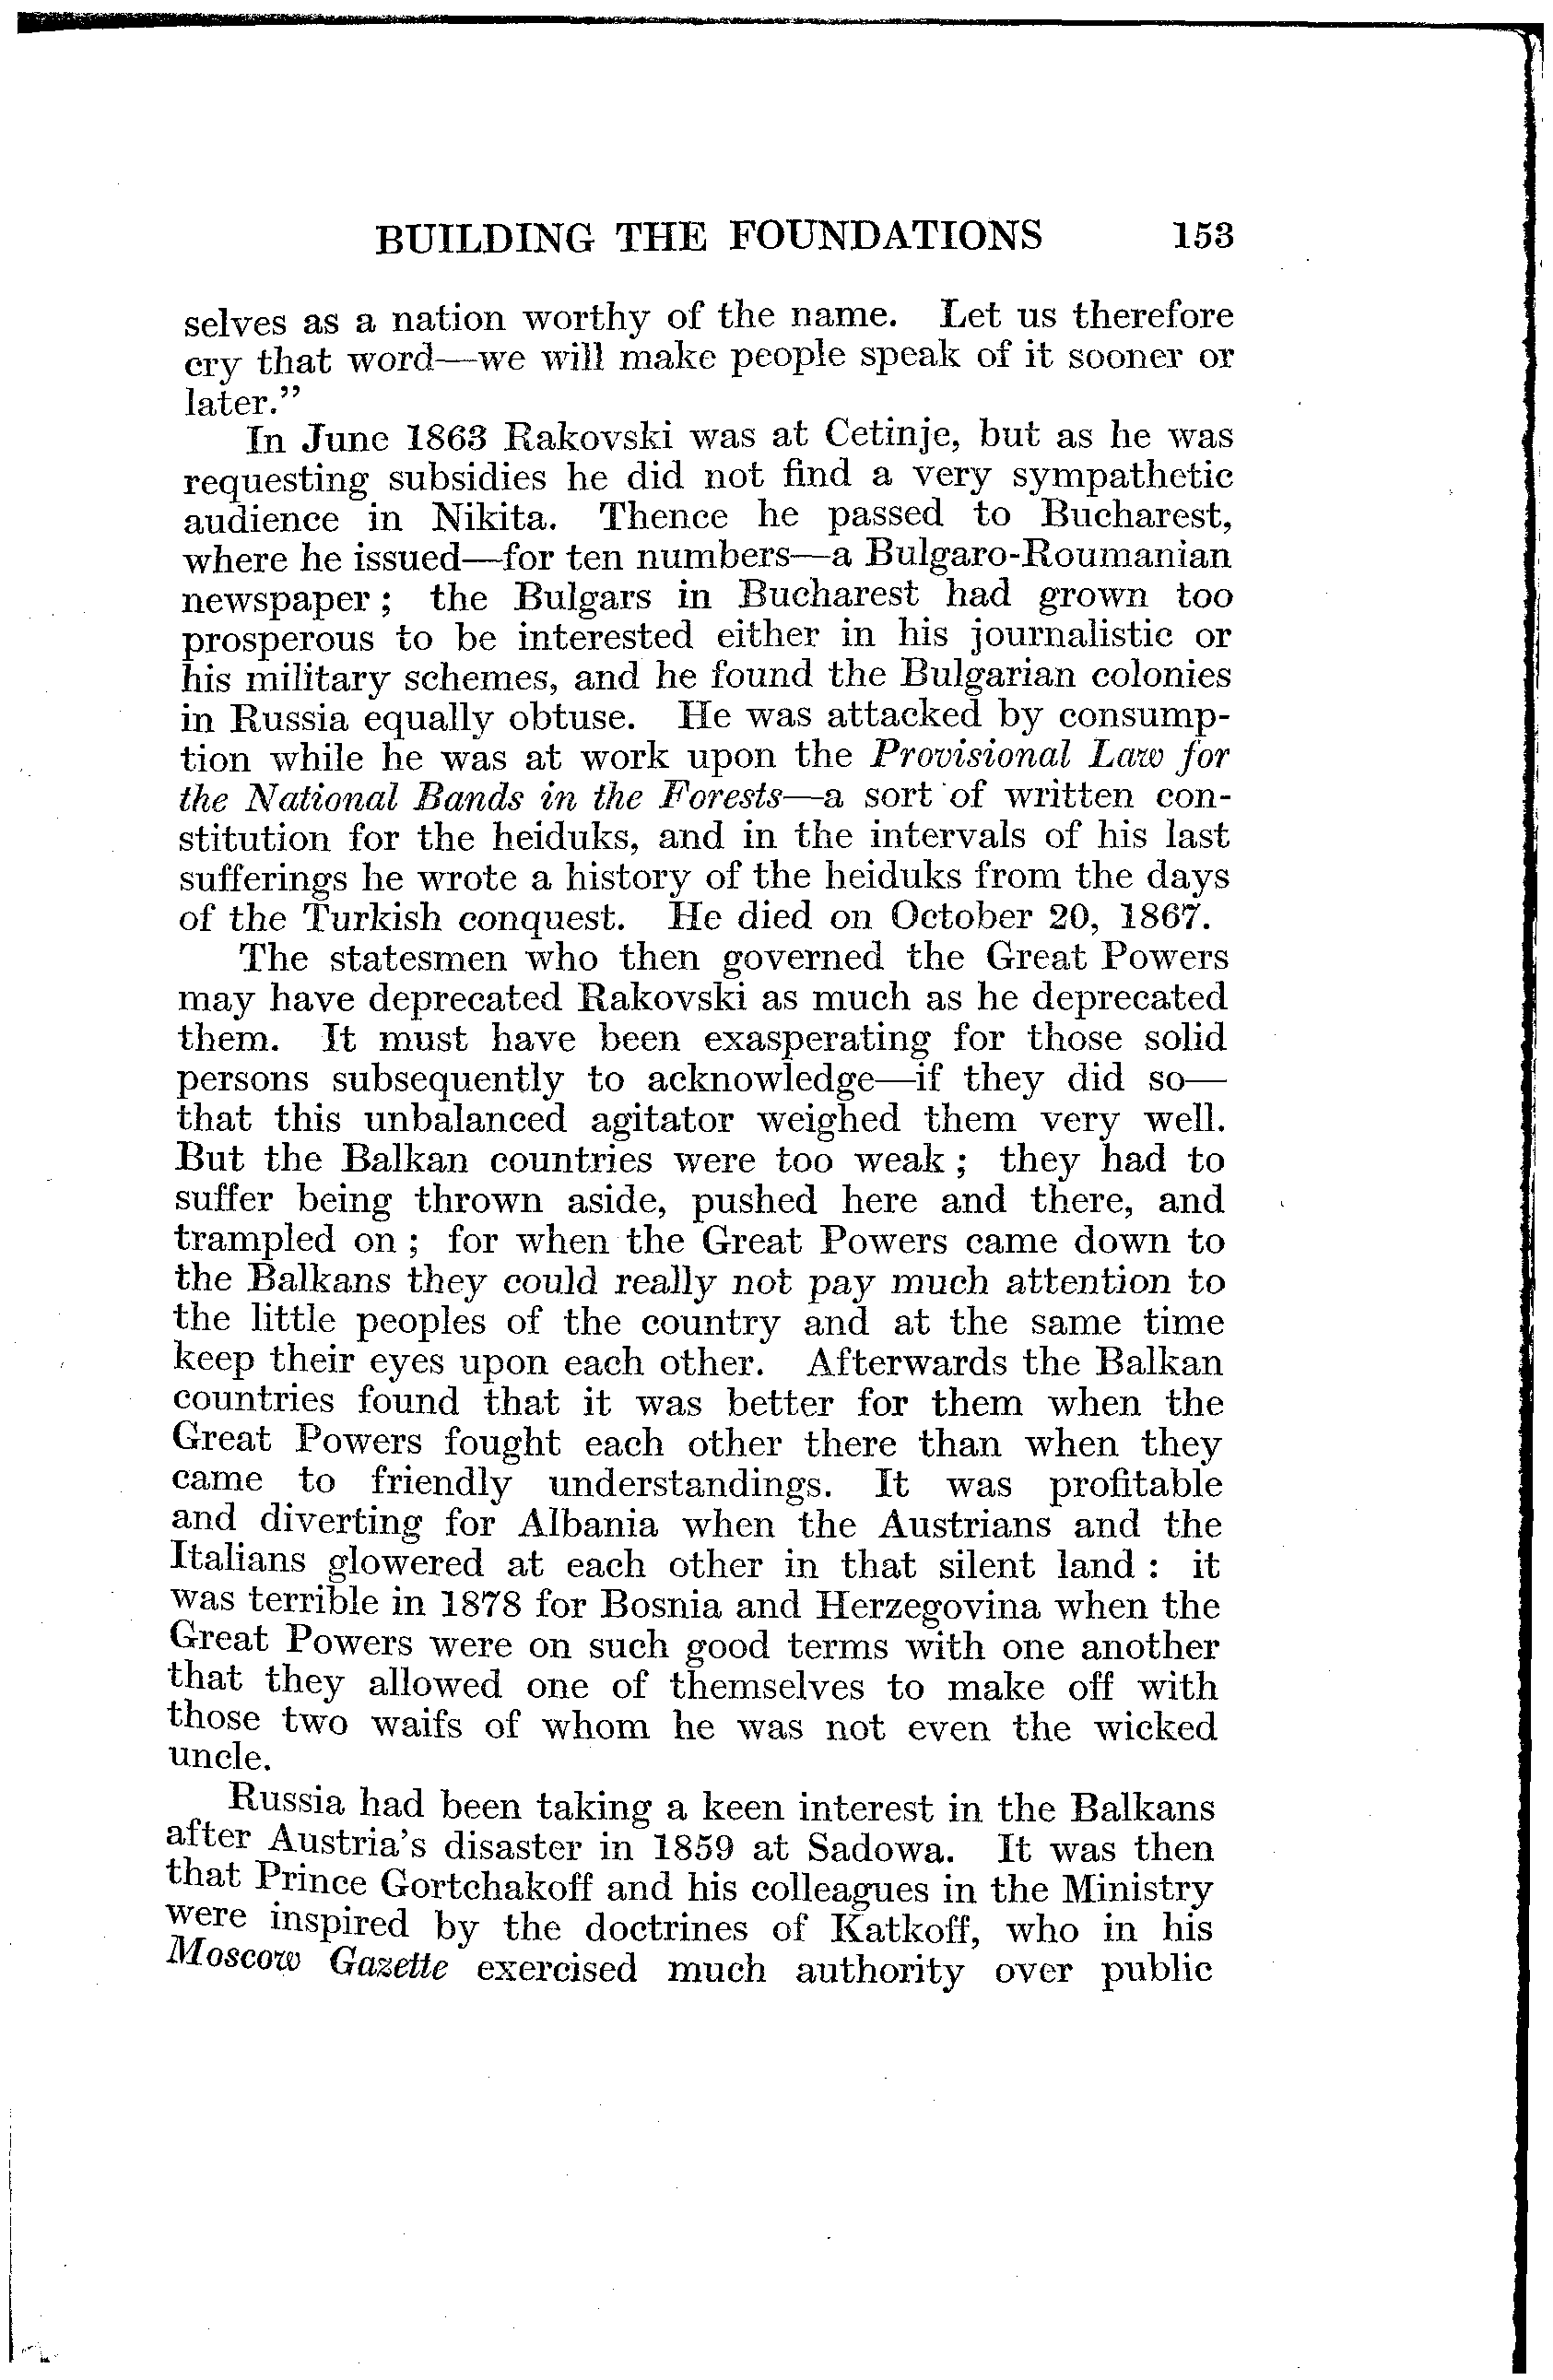 BUILDING THE FOUNDATIONS 153
selves as a nation worthy of the name. Let us therefore
cry that word—we will make people speak of it sooner or
later."
In June 1863 Rakovski was at Cetinje, but as he was
requesting subsidies he did not find a very sympathetic
audience in Nikita. Thence he passed to Bucharest,
where he issued—for ten numbers—a Bulgaro-Roumanian
newspaper ; the Bulgars in Bucharest had grown too
prosperous to be interested either in his journalistic or
his military schemes, and he found the Bulgarian colonies
in Russia equally obtuse. He was attacked by consump-
tion while he was at work upon the Provisional Law for
the National Bands in the Forests—a sort of written con-
stitution for the heiduks, and in the intervals of his last
sufferings he wrote a history of the heiduks from the days
of the Turkish conquest. He died on October 20, 1867.
The statesmen who then governed the Great Powers
may have deprecated Rakovski as much as he deprecated
them. It must have been exasperating for those solid
persons subsequently to acknowledge—if they did so—
that this unbalanced agitator weighed them very well.
But the Balkan countries were too weak ; they had to
suffer being thrown aside, pushed here and there, and
trampled on ; for when the Great Powers came down to
the Balkans they could really not pay much attention to
the little peoples of the country and at the same time
keep their eyes upon each other. Afterwards the Balkan
countries found that it was better for them when the
Great Powers fought each other there than when they
came to friendly understandings. It was profitable
and diverting for Albania when the Austrians and the
Italians glowered at each other in that silent land : it
was terrible in 1878 for Bosnia and Herzegovina when the
Great Powers were on such good terms with one another
that they allowed one of themselves to make off with
those two waifs of whom he was not even the wicked
uncle.
Russia had been taking a keen interest in the Balkans
after Austria's disaster in 1859 at Sadowa. It was then
that Prince Gortchakoff and his colleagues in the Ministry
were inspired by the doctrines of Katkoff, who in his
Moscow Gazette exercised much authority over public